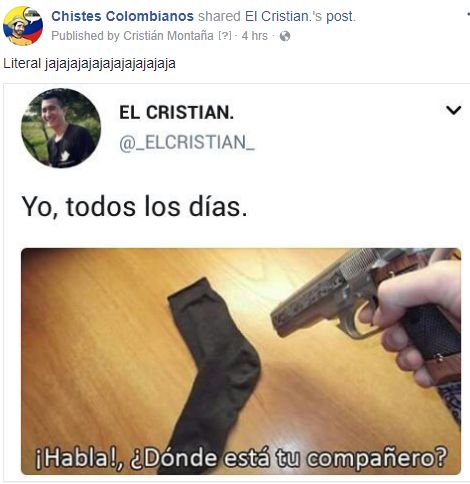 Chistes Colombianos shared El Cristian.'s post.
Published by Cristián Montaña [?] · 4 hrs ·
Literal jajajajajajajajajajajaja
EL CRISTIAN.
@_ELCRISTIAN_
Yo, todos los días.
¡Habla!, ¿Dónde está tu compañero?